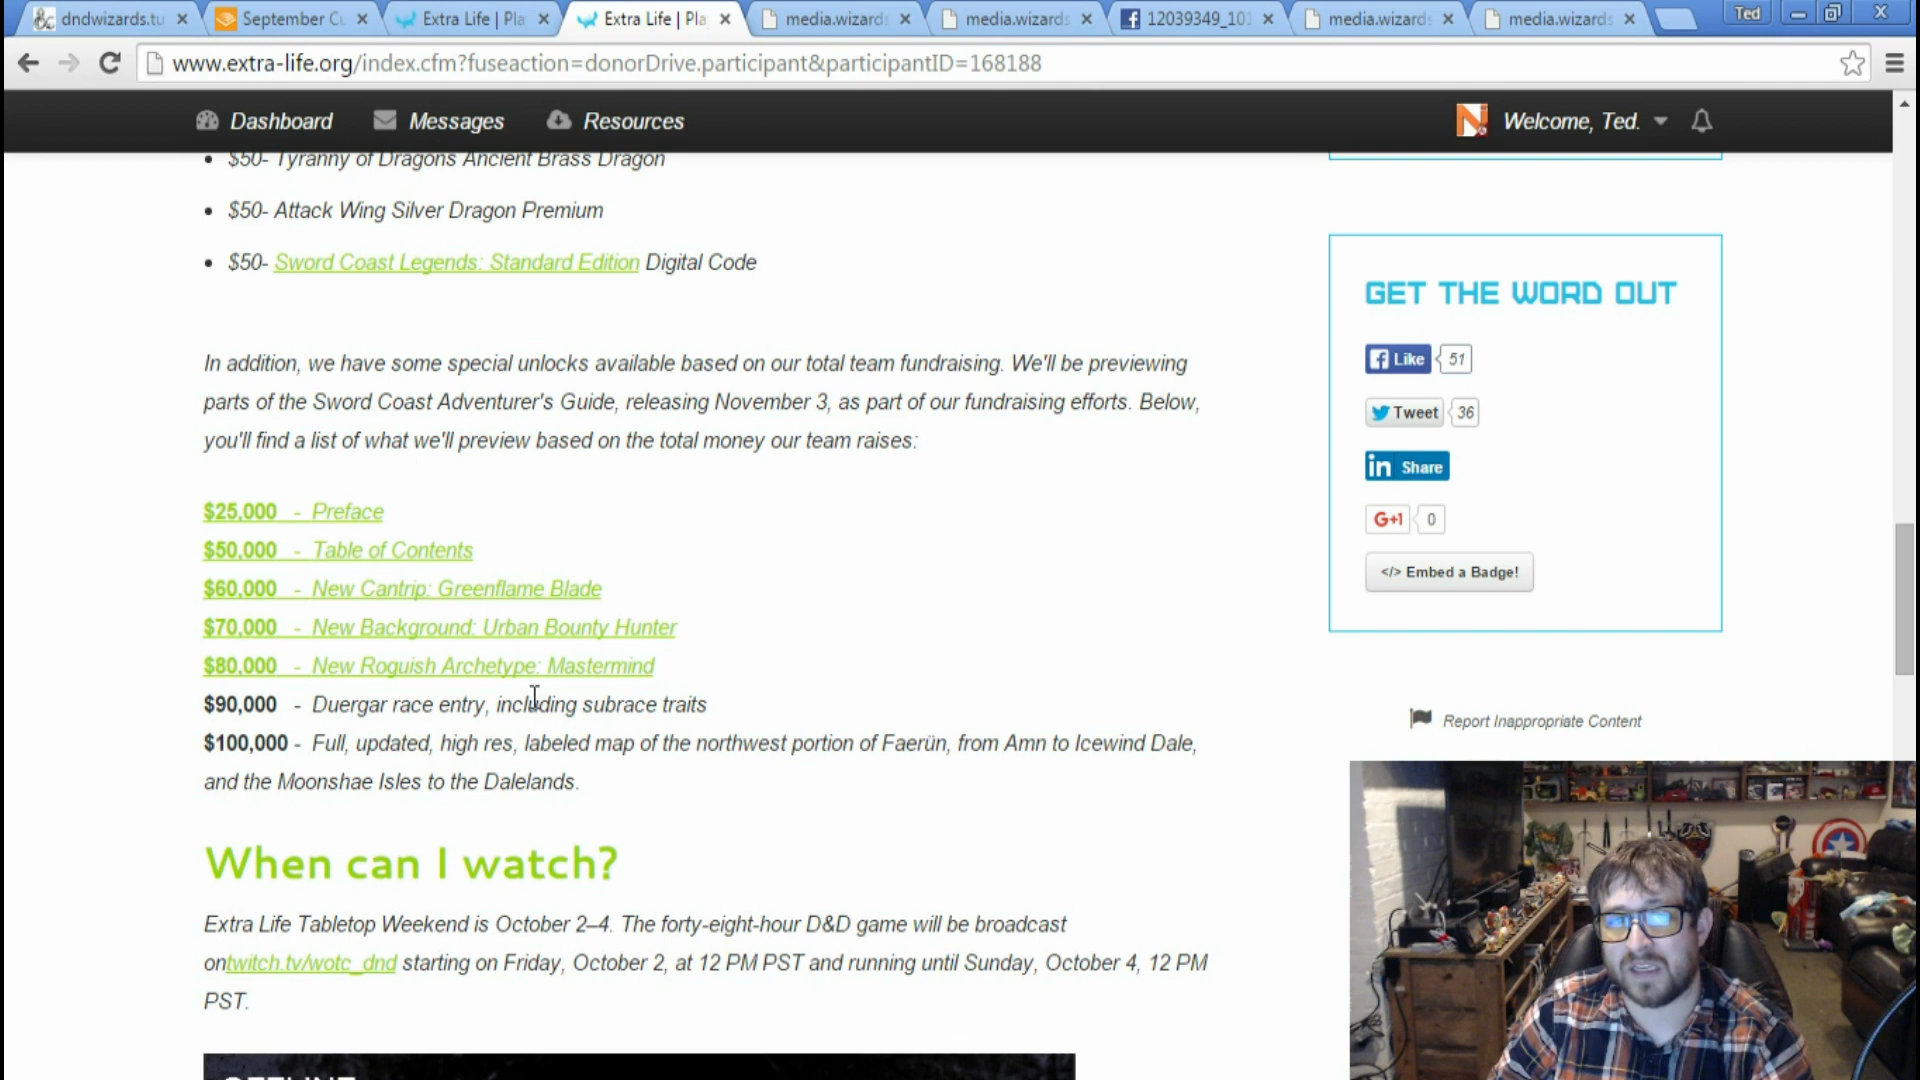 dndwizards.tu
September Cu
Extra Life | Pla
Extra Life | Pla
media.wizards
media.wizards
12039349_101
media.wizards
media.wizards
Ted
www.extra-life.org/index.cfm?fuseaction=donorDrive.participant&participantID=168188
Dashboard Messages Resources Welcome, Ted.
$50- Tyranny of Dragons Ancient Brass Dragon
$50- Attack Wing Silver Dragon Premium
$50- Sword Coast Legends: Standard Edition Digital Code
In addition, we have some special unlocks available based on our total team fundraising. We'll be previewing
parts of the Sword Coast Adventurer's Guide, releasing November 3, as part of our fundraising efforts. Below,
you'll find a list of what we'll preview based on the total money our team raises:
$25,000 - Preface
$50,000 - Table of Contents
$60,000 - New Cantrip: Greenflame Blade
$70,000 - New Background: Urban Bounty Hunter
$80,000 - New Roguish Archetype: Mastermind
$90,000 - Duergar race entry, including subrace traits
$100,000 - Full, updated, high res, labeled map of the northwest portion of Faerûn, from Amn to Icewind Dale,
and the Moonshae Isles to the Dalelands.
When can I watch?
Extra Life Tabletop Weekend is October 2–4. The forty-eight-hour D&D game will be broadcast
ontwitch.tv/wotc_dnd starting on Friday, October 2, at 12 PM PST and running until Sunday, October 4, 12 PM
PST.
GET THE WORD OUT
Like 51
Tweet 36
in Share
G+1 0
</> Embed a Badge!
Report Inappropriate Content